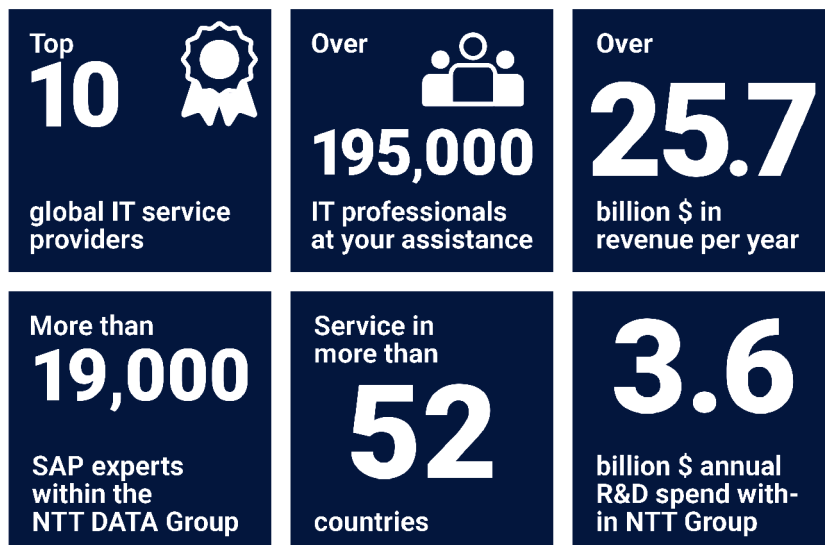 Top
10
global IT service
providers
Over
195,000
IT professionals
at your assistance
Over
25.7
billion $ in
revenue per year
More than
19,000
SAP experts
within the
NTT DATA Group
Service in
more than
52
countries
3.6
billion $ annual
R&D spend with-
in NTT Group